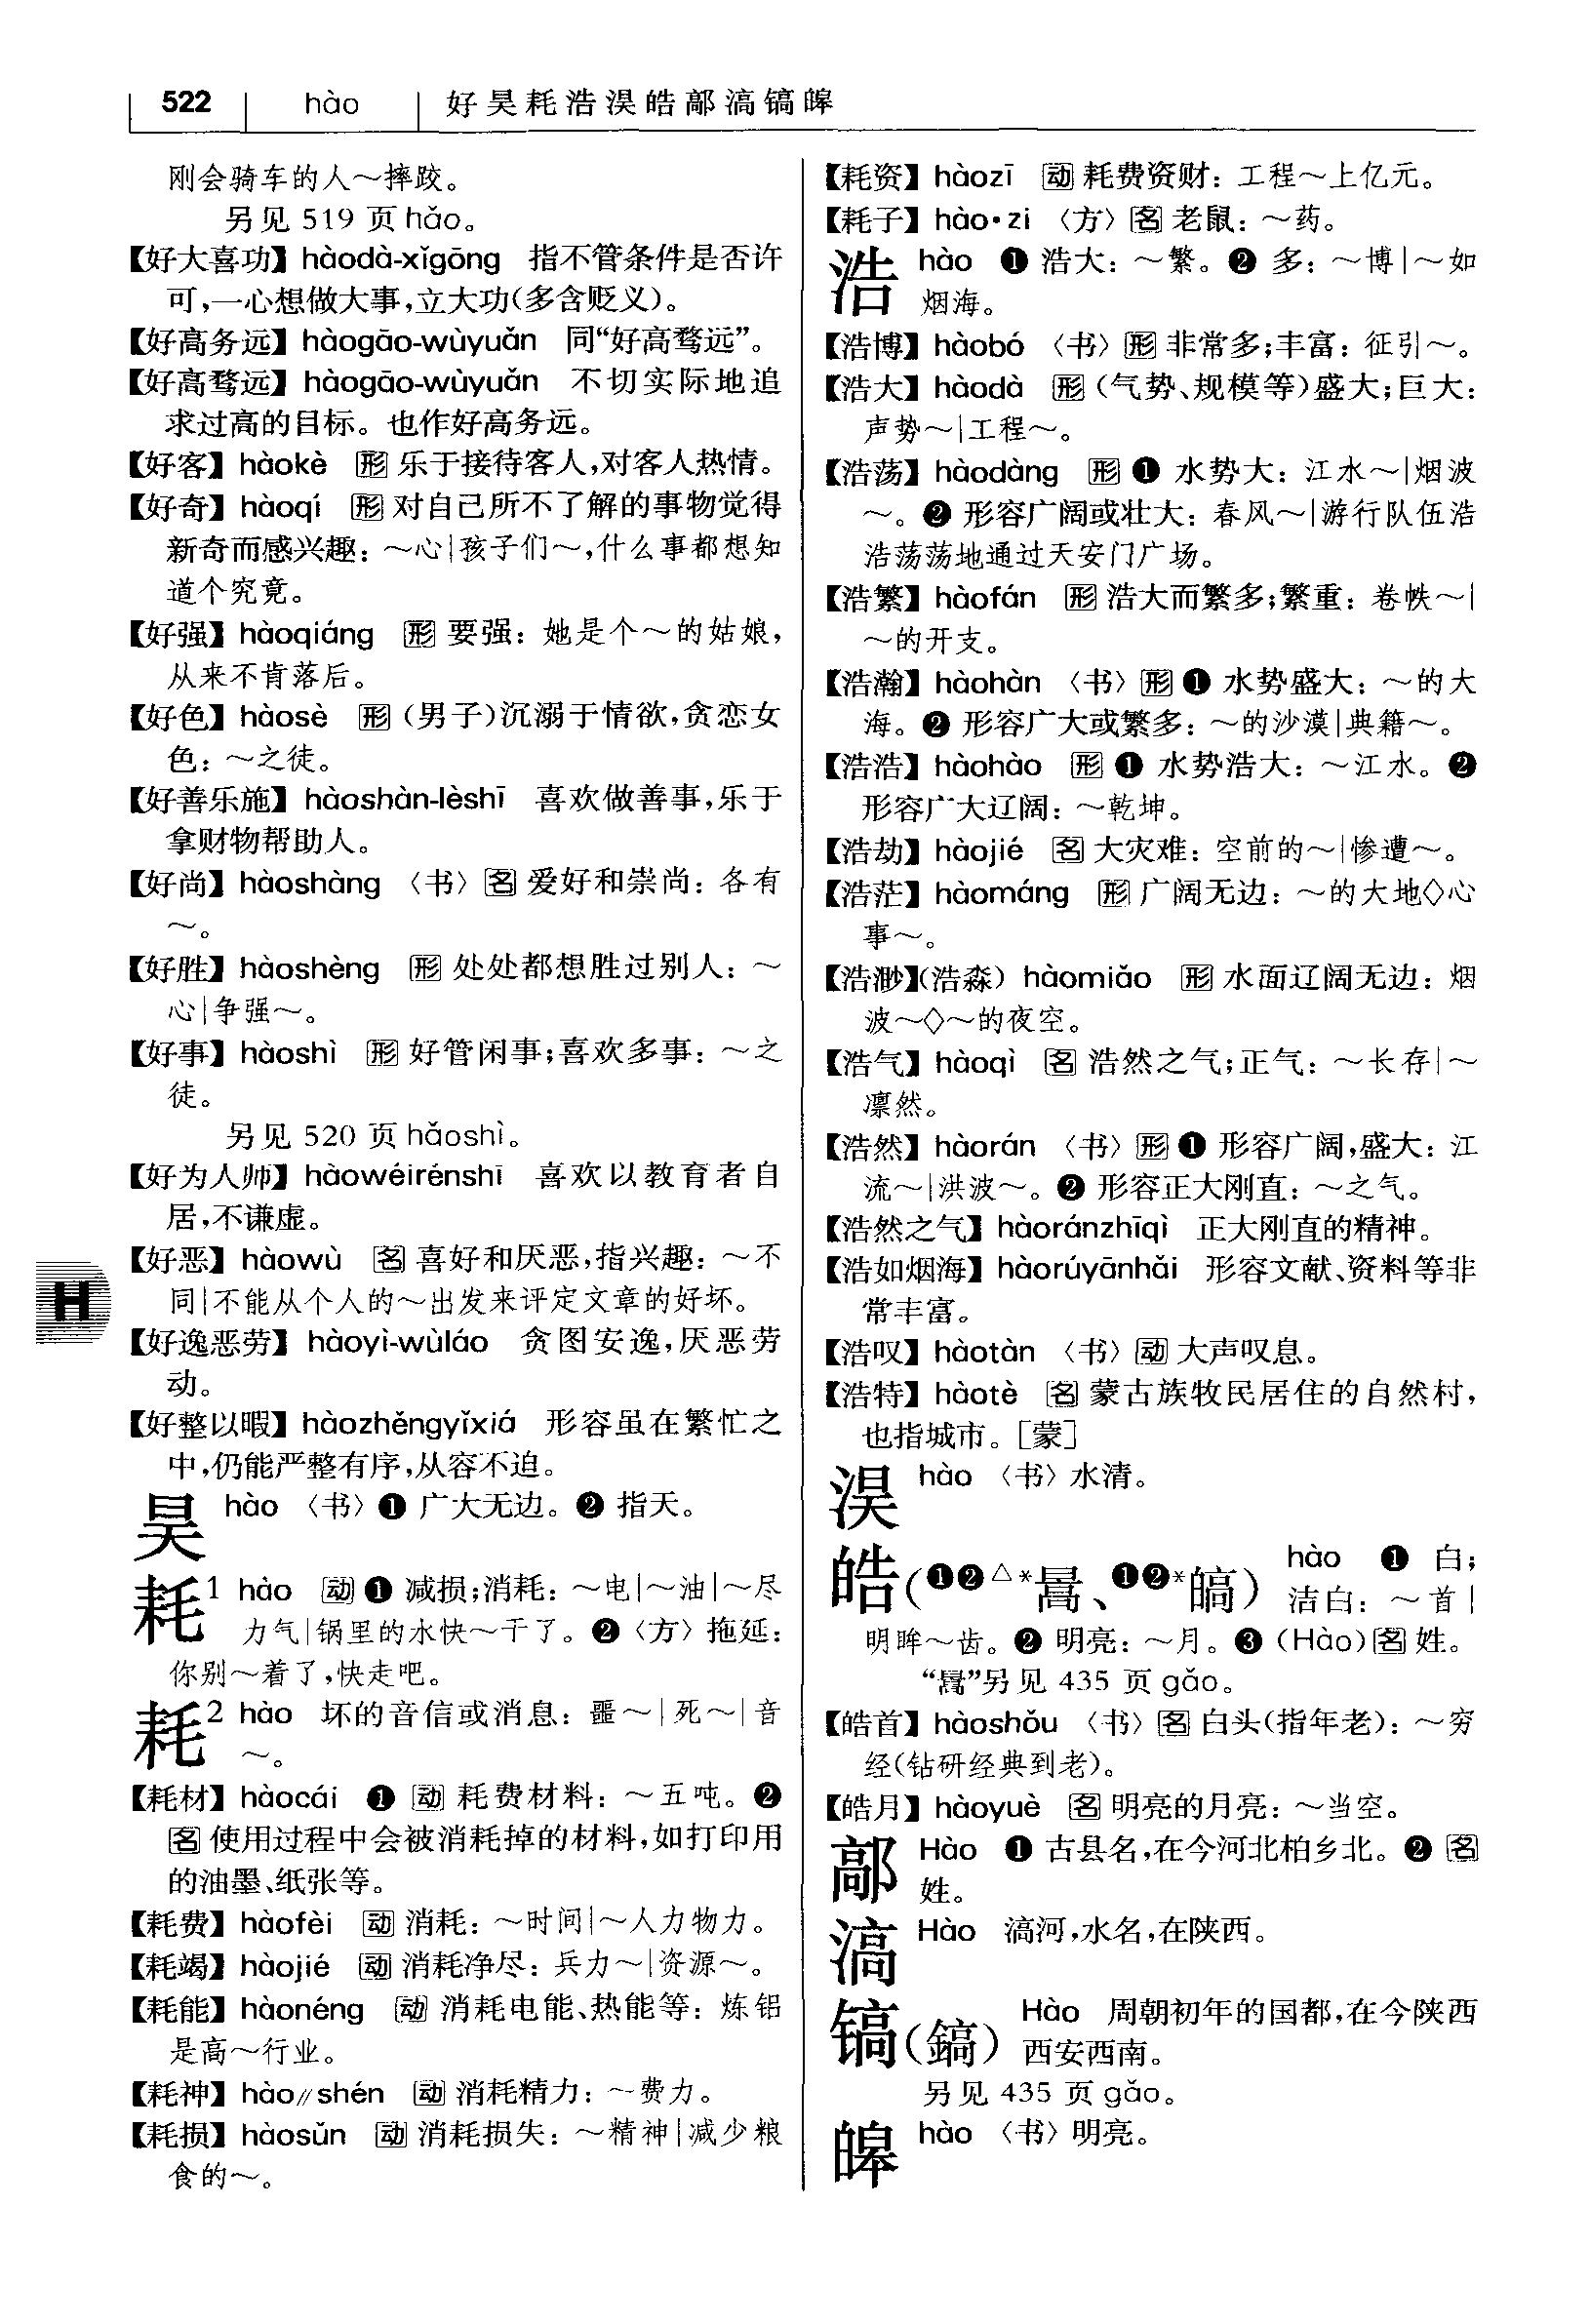 522 hào 好昊耗浩淏皓鄗滈镐皞
刚会骑车的人～摔跤。
另见 519 页 hǎo。
【好大喜功】 hàodà-xǐgōng 指不管条件是否许
可,一心想做大事,立大功(多含贬义)。
【好高务远】 hàogāo-wùyuǎn 同“好高骛远”。
【好高骛远】 hàogāo-wùyuǎn 不切实际地追
求过高的目标。也作好高务远。
【好客】 hàokè 形 乐于接待客人,对客人热情。
【好奇】 hàoqí 形 对自己所不了解的事物觉得
新奇而感兴趣：～心|孩子们～,什么事都想知
道个究竟。
【好强】 hàoqiáng 形 要强：她是个～的姑娘,
从来不肯落后。
【好色】 hàosè 形 (男子)沉溺于情欲,贪恋女
色：～之徒。
【好善乐施】 hàoshàn-lèshī 喜欢做善事,乐于
拿财物帮助人。
【好尚】 hàoshàng 〈书〉 名 爱好和崇尚：各有
～。
【好胜】 hàoshèng 形 处处都想胜过别人：～
心|争强～。
【好事】 hàoshì 形 好管闲事;喜欢多事：～之
徒。
另见 520 页 hǎoshì。
【好为人师】 hàowéirénshī 喜欢以教育者自
居,不谦虚。
【好恶】 hàowù 名 喜好和厌恶,指兴趣：～不
同|不能从个人的～出发来评定文章的好坏。
【好逸恶劳】 hàoyì-wùláo 贪图安逸,厌恶劳
动。
【好整以暇】 hàozhěngyǐxiá 形容虽在繁忙之
中,仍能严整有序,从容不迫。
昊 hào 〈书〉❶ 广大无边。❷ 指天。
耗1 hào 动 ❶ 减损;消耗：～电|～油|～尽
力气|锅里的水快～干了。❷〈方〉拖延：
你别～着了,快走吧。
耗2 hào 坏的音信或消息：噩～|死～|音
～。
【耗材】 hàocái ❶ 动 耗费材料：～五吨。❷
名 使用过程中会被消耗掉的材料,如打印用
的油墨、纸张等。
【耗费】 hàofèi 动 消耗：～时间|～人力物力。
【耗竭】 hàojié 动 消耗净尽：兵力～|资源～。
【耗能】 hàonéng 动 消耗电能、热能等：炼铝
是高～行业。
【耗神】 hào//shén 动 消耗精力：～费力。
【耗损】 hàosǔn 动 消耗损失：～精神|减少粮
食的～。
H
【耗资】 hàozī 动 耗费资财：工程～上亿元。
【耗子】 hào·zi 〈方〉 名 老鼠：～药。
浩 hào ❶ 浩大：～繁。❷ 多：～博|～如
烟海。
【浩博】 hàobó 〈书〉 形 非常多;丰富：征引～。
【浩大】 hàodà 形 (气势、规模等)盛大;巨大：
声势～|工程～。
【浩荡】 hàodàng 形 ❶ 水势大：江水～|烟波
～。❷ 形容广阔或壮大：春风～|游行队伍浩
浩荡荡地通过天安门广场。
【浩繁】 hàofán 形 浩大而繁多;繁重：卷帙～|
～的开支。
【浩瀚】 hàohàn 〈书〉 形 ❶ 水势盛大：～的大
海。❷ 形容广大或繁多：～的沙漠|典籍～。
【浩浩】 hàohào 形 ❶ 水势浩大：～江水。❷
形容广大辽阔：～乾坤。
【浩劫】 hàojié 名 大灾难：空前的～|惨遭～。
【浩茫】 hàománg 形 广阔无边：～的大地◇心
事～。
【浩渺】(浩淼) hàomiǎo 形 水面辽阔无边：烟
波～◇～的夜空。
【浩气】 hàoqì 名 浩然之气;正气：～长存|～
凛然。
【浩然】 hàorán 〈书〉 形 ❶ 形容广阔,盛大：江
流～|洪波～。❷ 形容正大刚直：～之气。
【浩然之气】 hàoránzhīqì 正大刚直的精神。
【浩如烟海】 hàorúyānhǎi 形容文献、资料等非
常丰富。
【浩叹】 hàotàn 〈书〉 动 大声叹息。
【浩特】 hàotè 名 蒙古族牧民居住的自然村,
也指城市。[蒙]
淏 hào 〈书〉水清。
皓(❶❷△*暠、❶❷*皜) hào ❶ 白;
洁白：～首|
明眸～齿。❷ 明亮：～月。❸ (Hào) 名 姓。
“暠”另见 435 页 gǎo。
【皓首】 hàoshǒu 〈书〉 名 白头(指年老)：～穷
经(钻研经典到老)。
【皓月】 hàoyuè 名 明亮的月亮：～当空。
鄗 Hào ❶ 古县名,在今河北柏乡北。❷ 名
姓。
滈 Hào 滈河,水名,在陕西。
镐(鎬) Hào 周朝初年的国都,在今陕西
西安西南。
另见 435 页 gǎo。
皞 hào 〈书〉明亮。